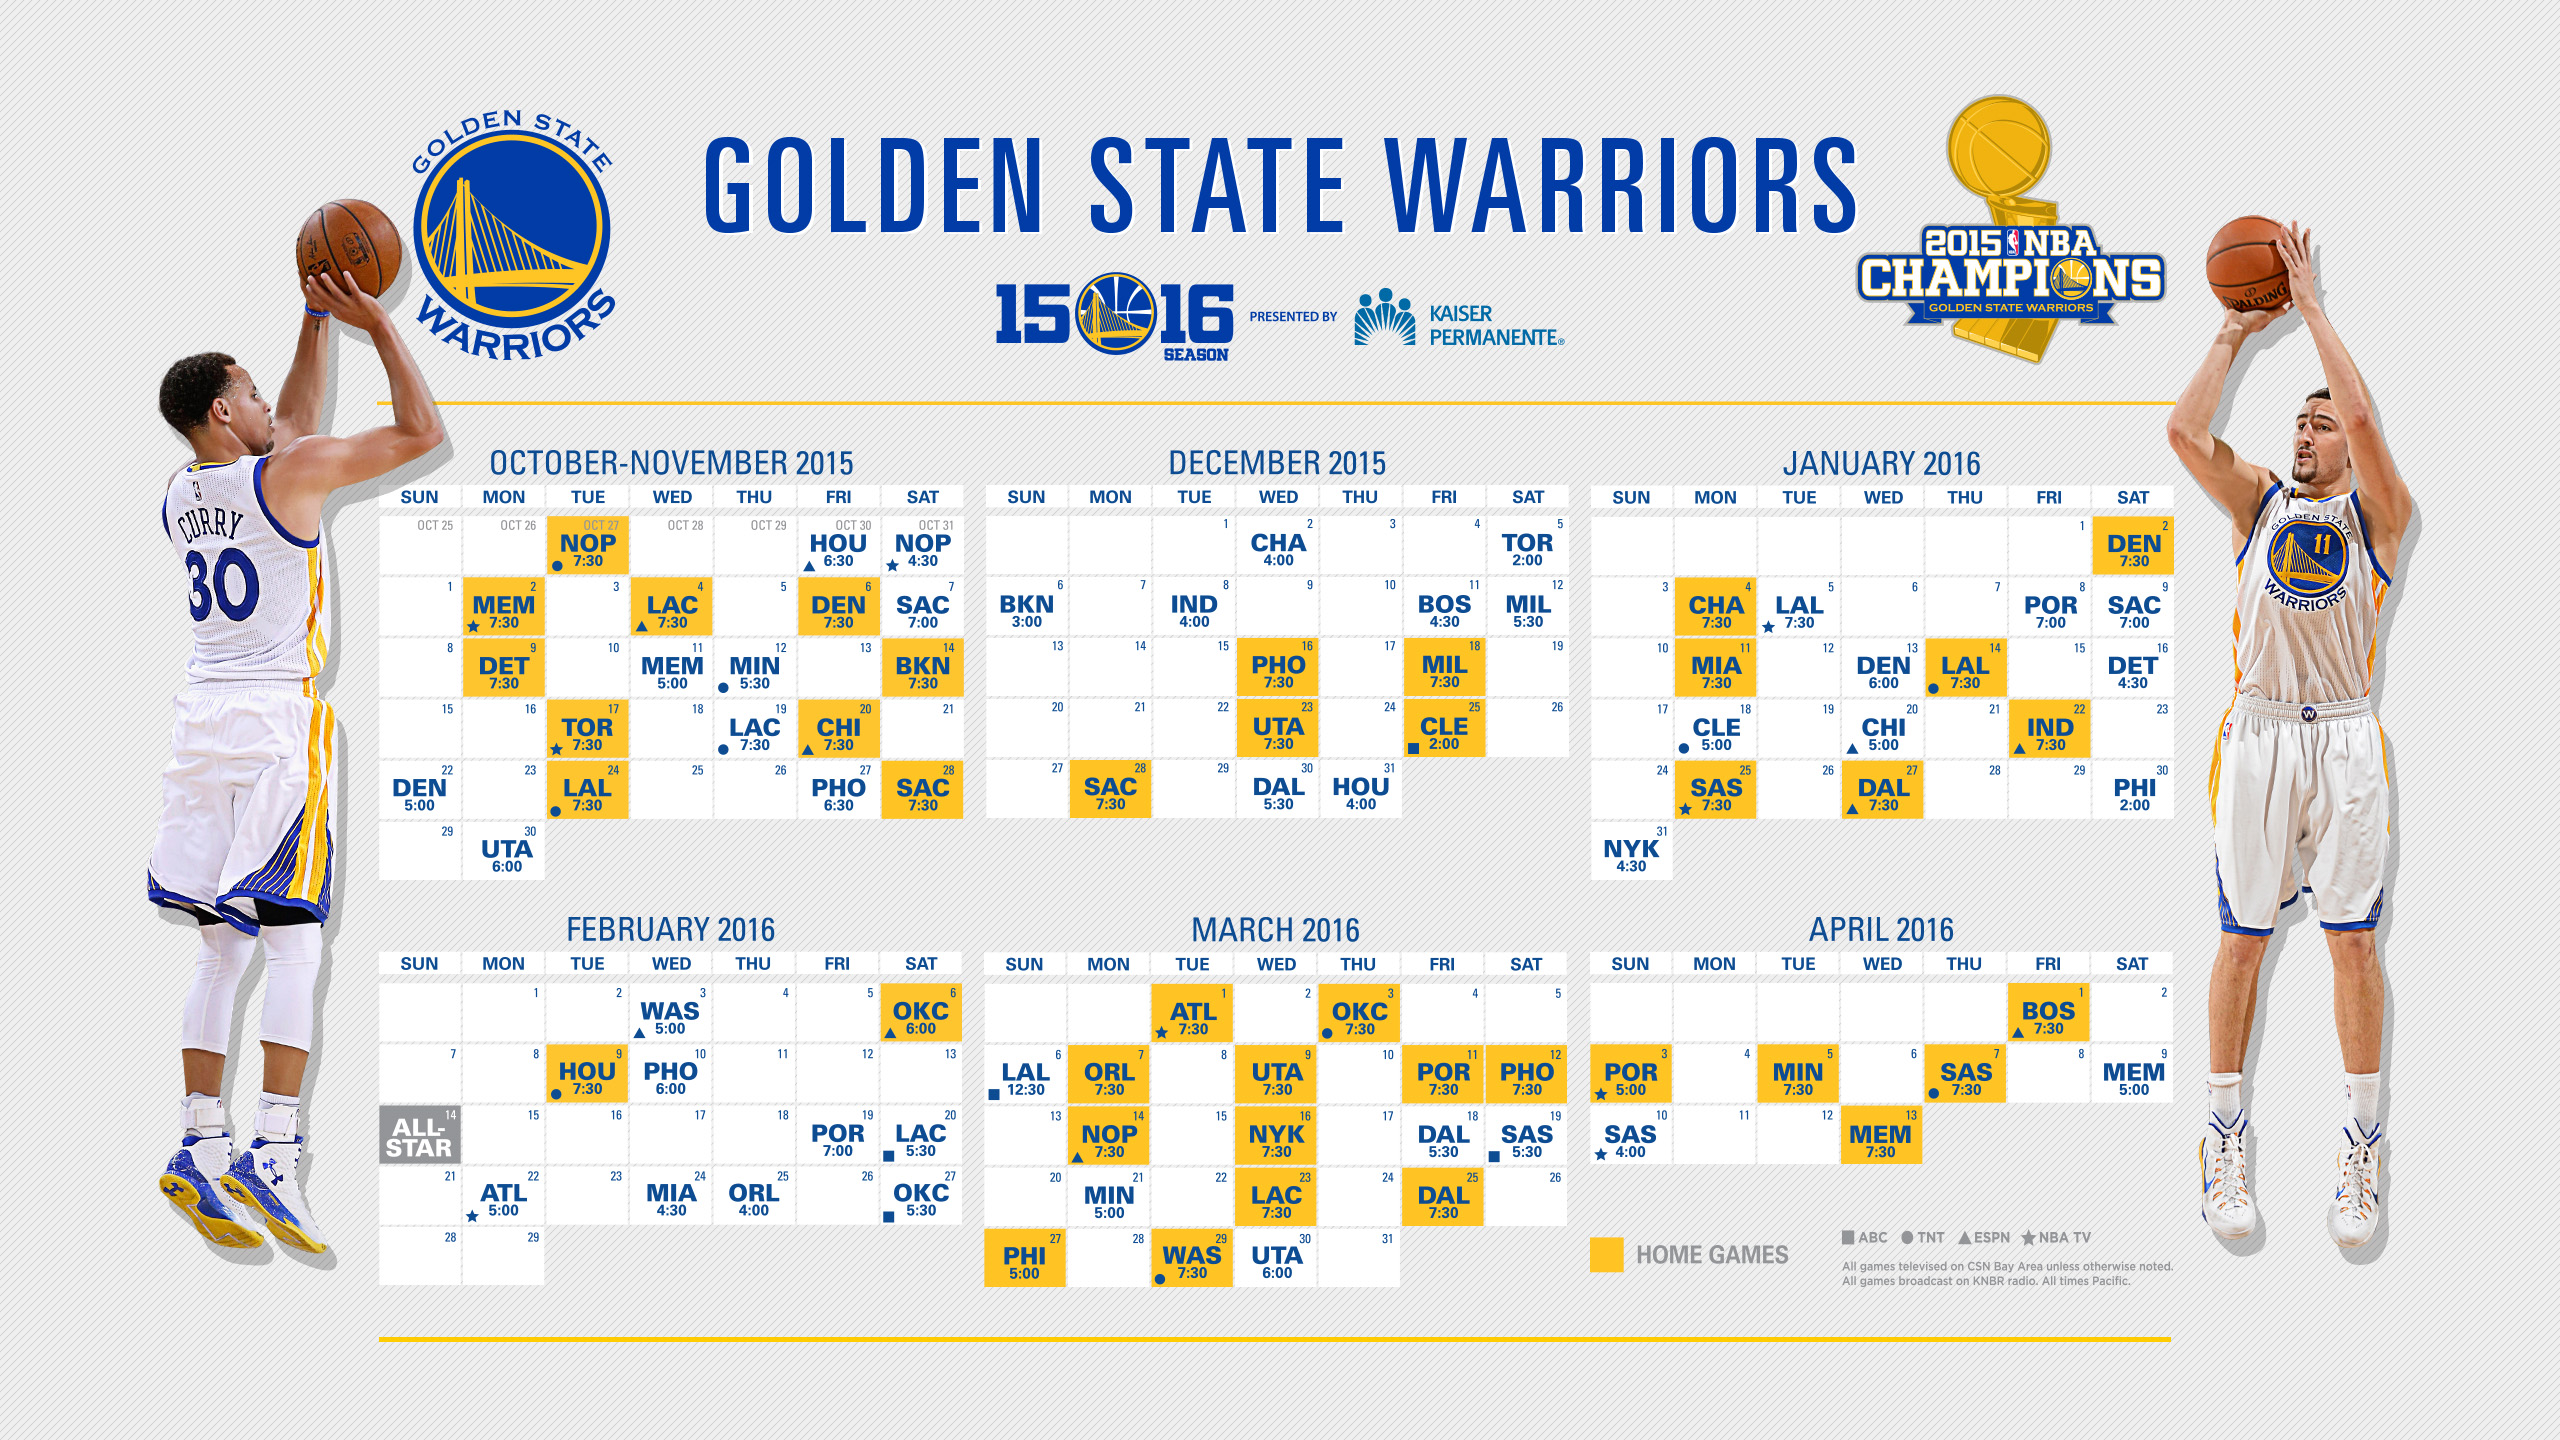 GOLDEN STATE
WARRIORS
GOLDEN STATE WARRIORS
15 16
SEASON
PRESENTED BY
KAISER
PERMANENTE®
2015 NBA
CHAMPIONS
GOLDEN STATE WARRIORS
CURRY
30
SPALDING
GOLDEN STATE
11
WARRIORS
OCTOBER-NOVEMBER 2015
SUN MON TUE WED THU FRI SAT
OCT 25 OCT 26 OCT 27 OCT 28 OCT 29 OCT 30 OCT 31
NOP HOU NOP
7:30 6:30 4:30
1 2 3 4 5 6 7
MEM LAC DEN SAC
7:30 7:30 7:30 7:00
8 9 10 11 12 13 14
DET MEM MIN BKN
7:30 5:00 5:30 7:30
15 16 17 18 19 20 21
TOR LAC CHI
7:30 7:30 7:30
22 23 24 25 26 27 28
DEN LAL PHO SAC
5:00 7:30 6:30 7:30
29 30
UTA
6:00
DECEMBER 2015
SUN MON TUE WED THU FRI SAT
1 2 3 4 5
CHA TOR
4:00 2:00
6 7 8 9 10 11 12
BKN IND BOS MIL
3:00 4:00 4:30 5:30
13 14 15 16 17 18 19
PHO MIL
7:30 7:30
20 21 22 23 24 25 26
UTA CLE
7:30 2:00
27 28 29 30 31
SAC DAL HOU
7:30 5:30 4:00
JANUARY 2016
SUN MON TUE WED THU FRI SAT
1 2
DEN
7:30
3 4 5 6 7 8 9
CHA LAL POR SAC
7:30 7:30 7:00 7:00
10 11 12 13 14 15 16
MIA DEN LAL DET
7:30 6:00 7:30 4:30
17 18 19 20 21 22 23
CLE CHI IND
5:00 5:00 7:30
24 25 26 27 28 29 30
SAS DAL PHI
7:30 7:30 2:00
31
NYK
4:30
FEBRUARY 2016
SUN MON TUE WED THU FRI SAT
1 2 3 4 5 6
WAS OKC
5:00 6:00
7 8 9 10 11 12 13
HOU PHO
7:30 6:00
14 15 16 17 18 19 20
ALL-
STAR POR LAC
7:00 5:30
21 22 23 24 25 26 27
ATL MIA ORL OKC
5:00 4:30 4:00 5:30
28 29
MARCH 2016
SUN MON TUE WED THU FRI SAT
1 2 3 4 5
ATL OKC
7:30 7:30
6 7 8 9 10 11 12
LAL ORL UTA POR PHO
12:30 7:30 7:30 7:30 7:30
13 14 15 16 17 18 19
NOP NYK DAL SAS
7:30 7:30 5:30 5:30
20 21 22 23 24 25 26
MIN LAC DAL
5:00 7:30 7:30
27 28 29 30 31
PHI WAS UTA
5:00 7:30 6:00
APRIL 2016
SUN MON TUE WED THU FRI SAT
1 2
BOS
7:30
3 4 5 6 7 8 9
POR MIN SAS MEM
5:00 7:30 7:30 5:00
10 11 12 13
SAS MEM
4:00 7:30
HOME GAMES
ABC TNT ESPN NBA TV
All games televised on CSN Bay Area unless otherwise noted.
All games broadcast on KNBR radio. All times Pacific.